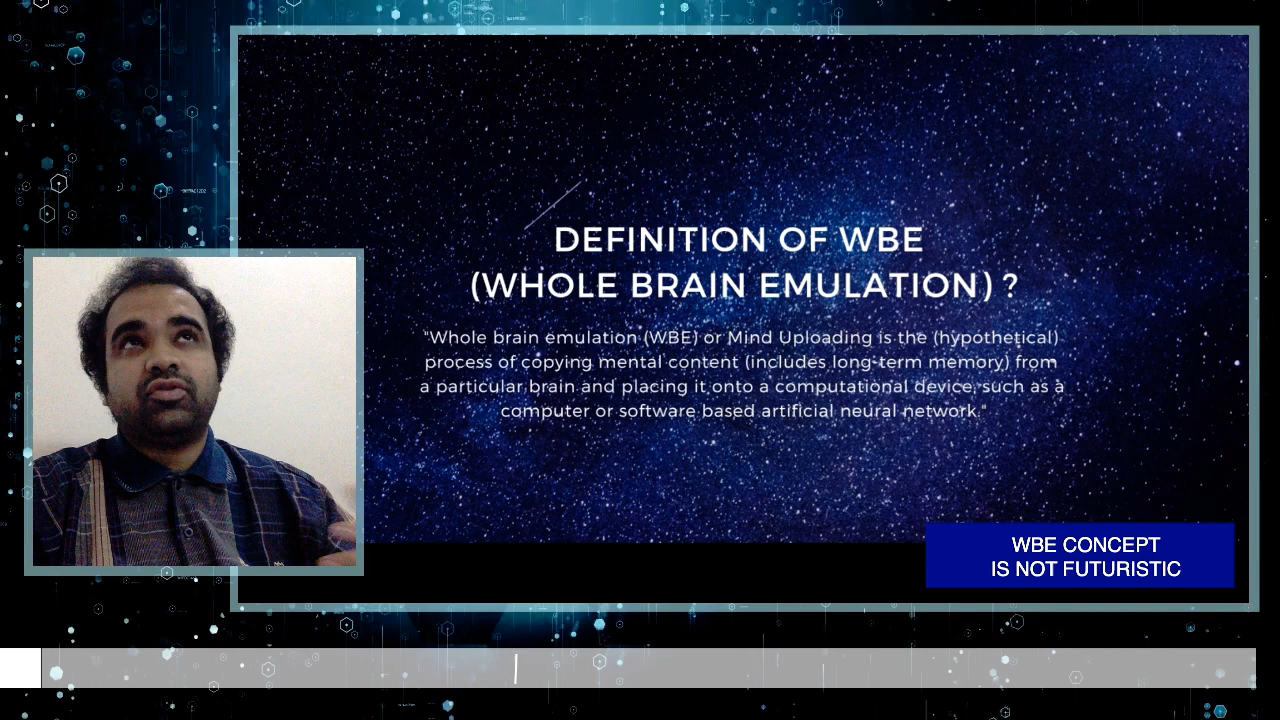 DEFINITION OF WBE
(WHOLE BRAIN EMULATION) ?
"Whole brain emulation (WBE) or Mind Uploading is the (hypothetical)
process of copying mental content (includes long-term memory) from
a particular brain and placing it onto a computational device, such as a
computer or software based artificial neural network."
WBE CONCEPT
IS NOT FUTURISTIC